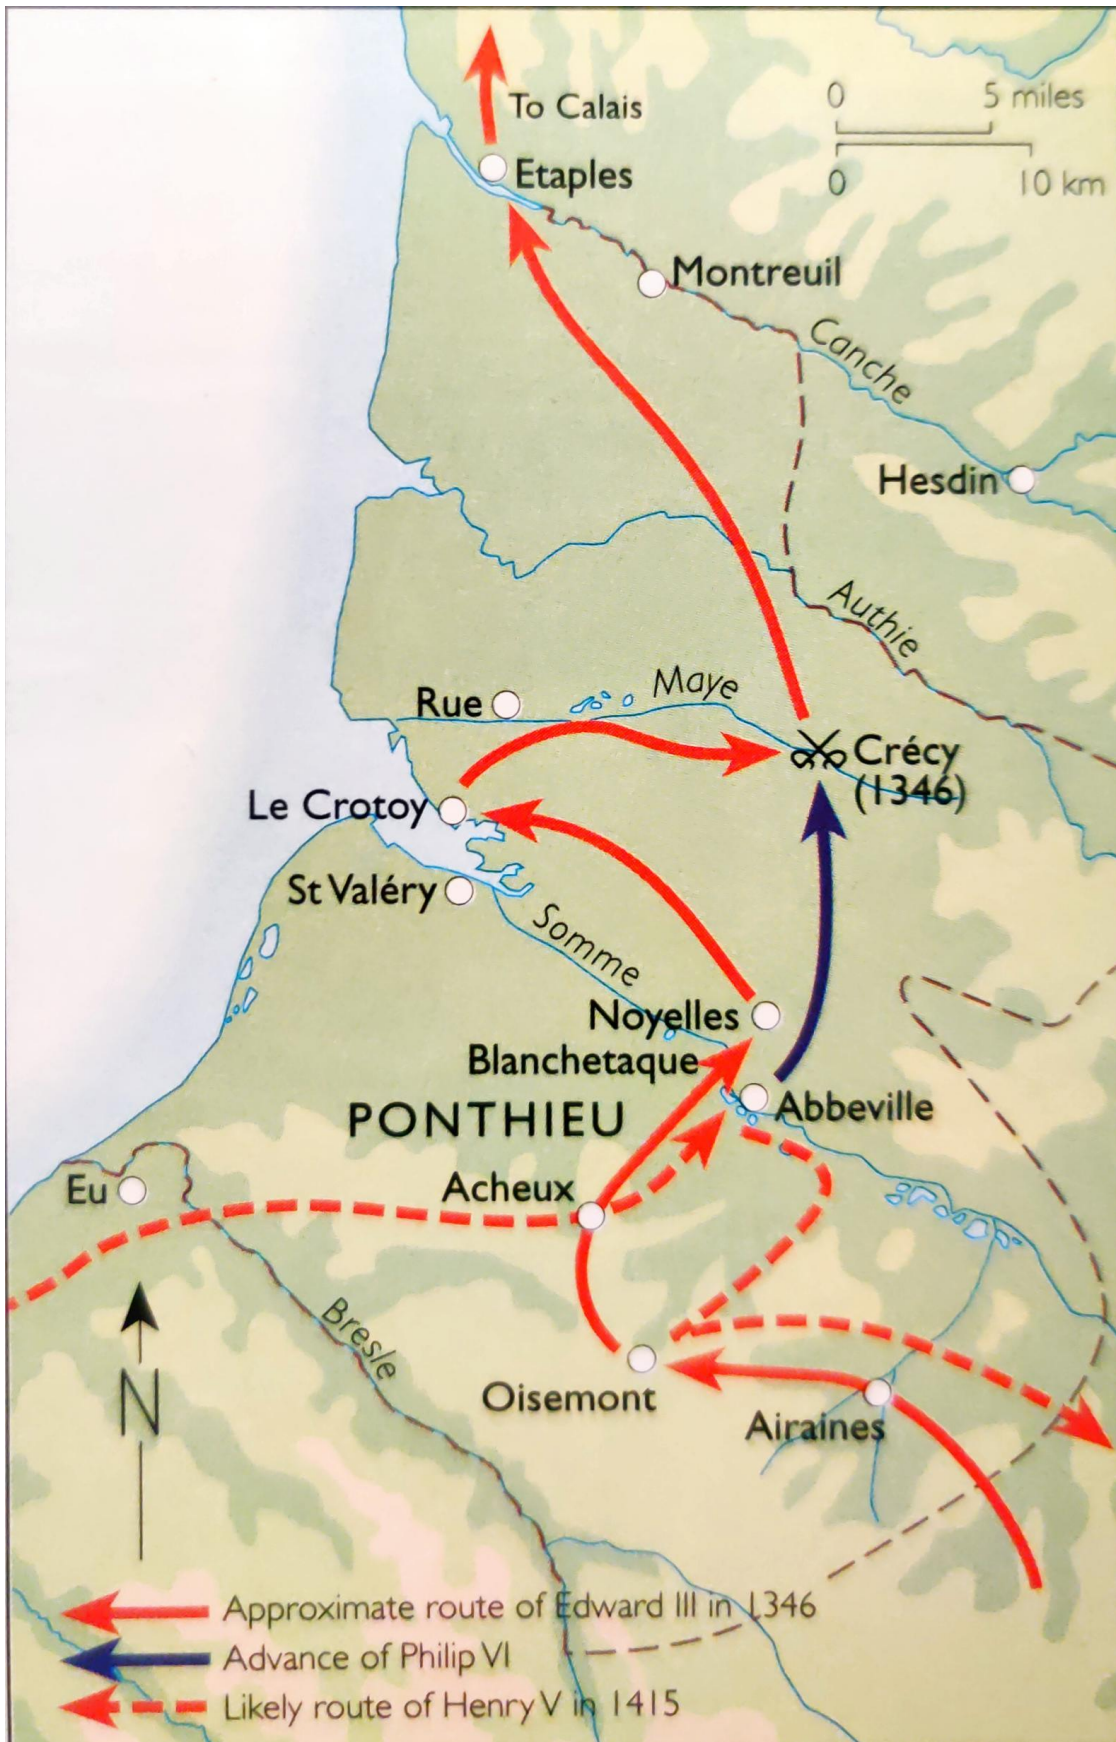 To Calais
0 5 miles
0 10 km
Etaples
Montreuil
Canche
Hesdin
Authie
Maye
Rue
Crécy
(1346)
Le Crotoy
St Valéry
Somme
Noyelles
Blanchetaque
Abbeville
PONTHIEU
Acheux
Eu
Bresle
Oisemont
Airaines
N
Approximate route of Edward III in 1346
Advance of Philip VI
Likely route of Henry V in 1415